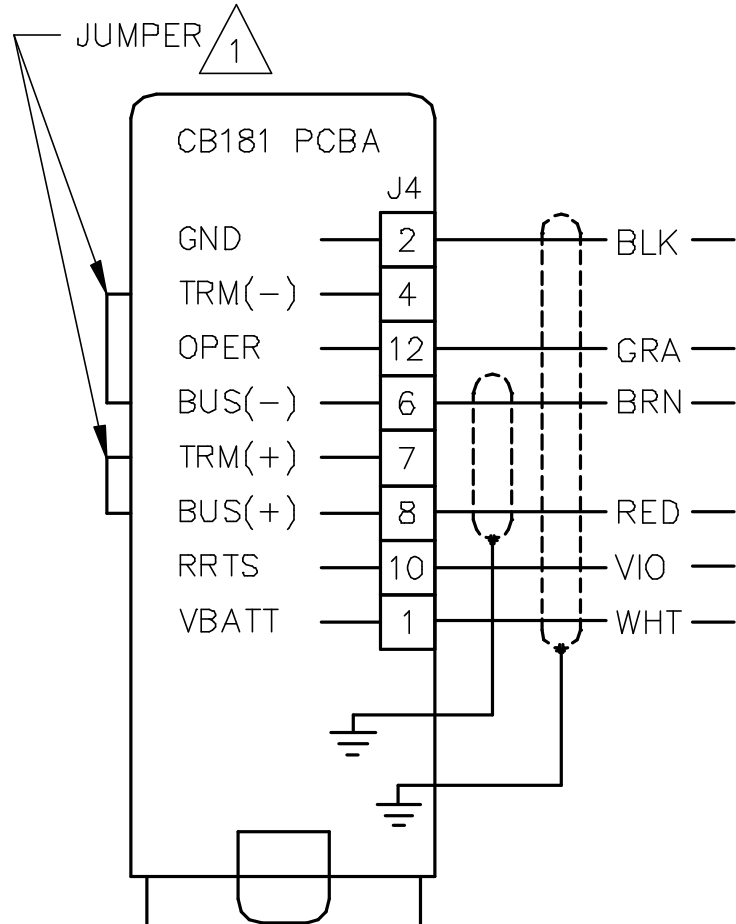 JUMPER 1
CB181 PCBA
J4
GND 2 BLK
TRM(-) 4
OPER 12 GRA
BUS(-) 6 BRN
TRM(+) 7
BUS(+) 8 RED
RRTS 10 VIO
VBATT 1 WHT